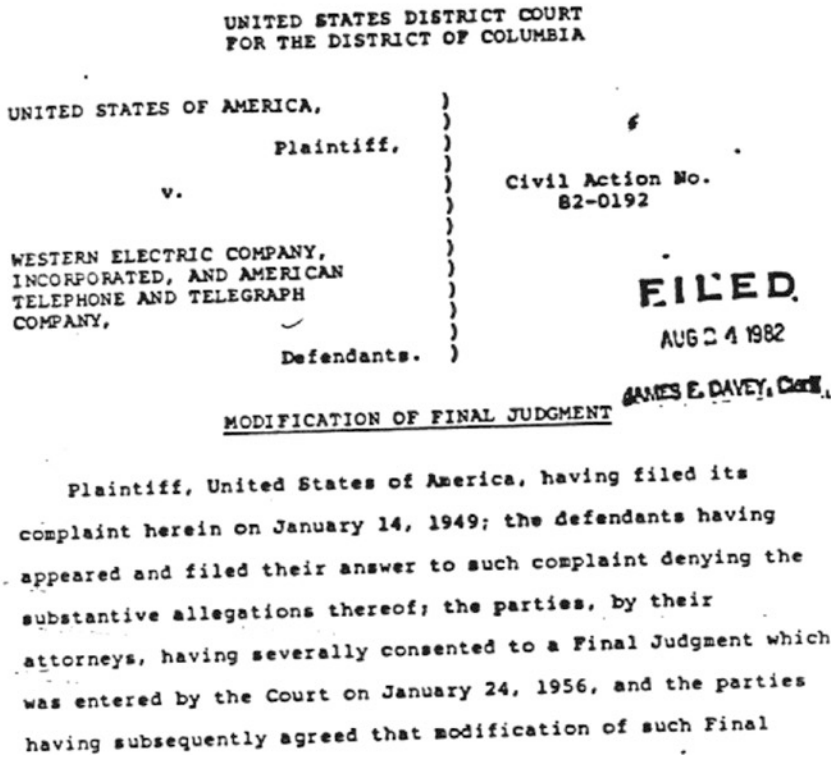 UNITED STATES DISTRICT COURT
FOR THE DISTRICT OF COLUMBIA
UNITED STATES OF AMERICA,
Plaintiff,
v.
WESTERN ELECTRIC COMPANY,
INCORPORATED, AND AMERICAN
TELEPHONE AND TELEGRAPH
COMPANY,
Defendants.
)
)
)
)
)
)
)
)
)
)
)
)
)
Civil Action No.
82-0192
FILED
AUG 24 1982
JAMES E. DAVEY, Clerk
MODIFICATION OF FINAL JUDGMENT
Plaintiff, United States of America, having filed its
complaint herein on January 14, 1949; the defendants having
appeared and filed their answer to such complaint denying the
substantive allegations thereof; the parties, by their
attorneys, having severally consented to a Final Judgment which
was entered by the Court on January 24, 1956, and the parties
having subsequently agreed that modification of such Final